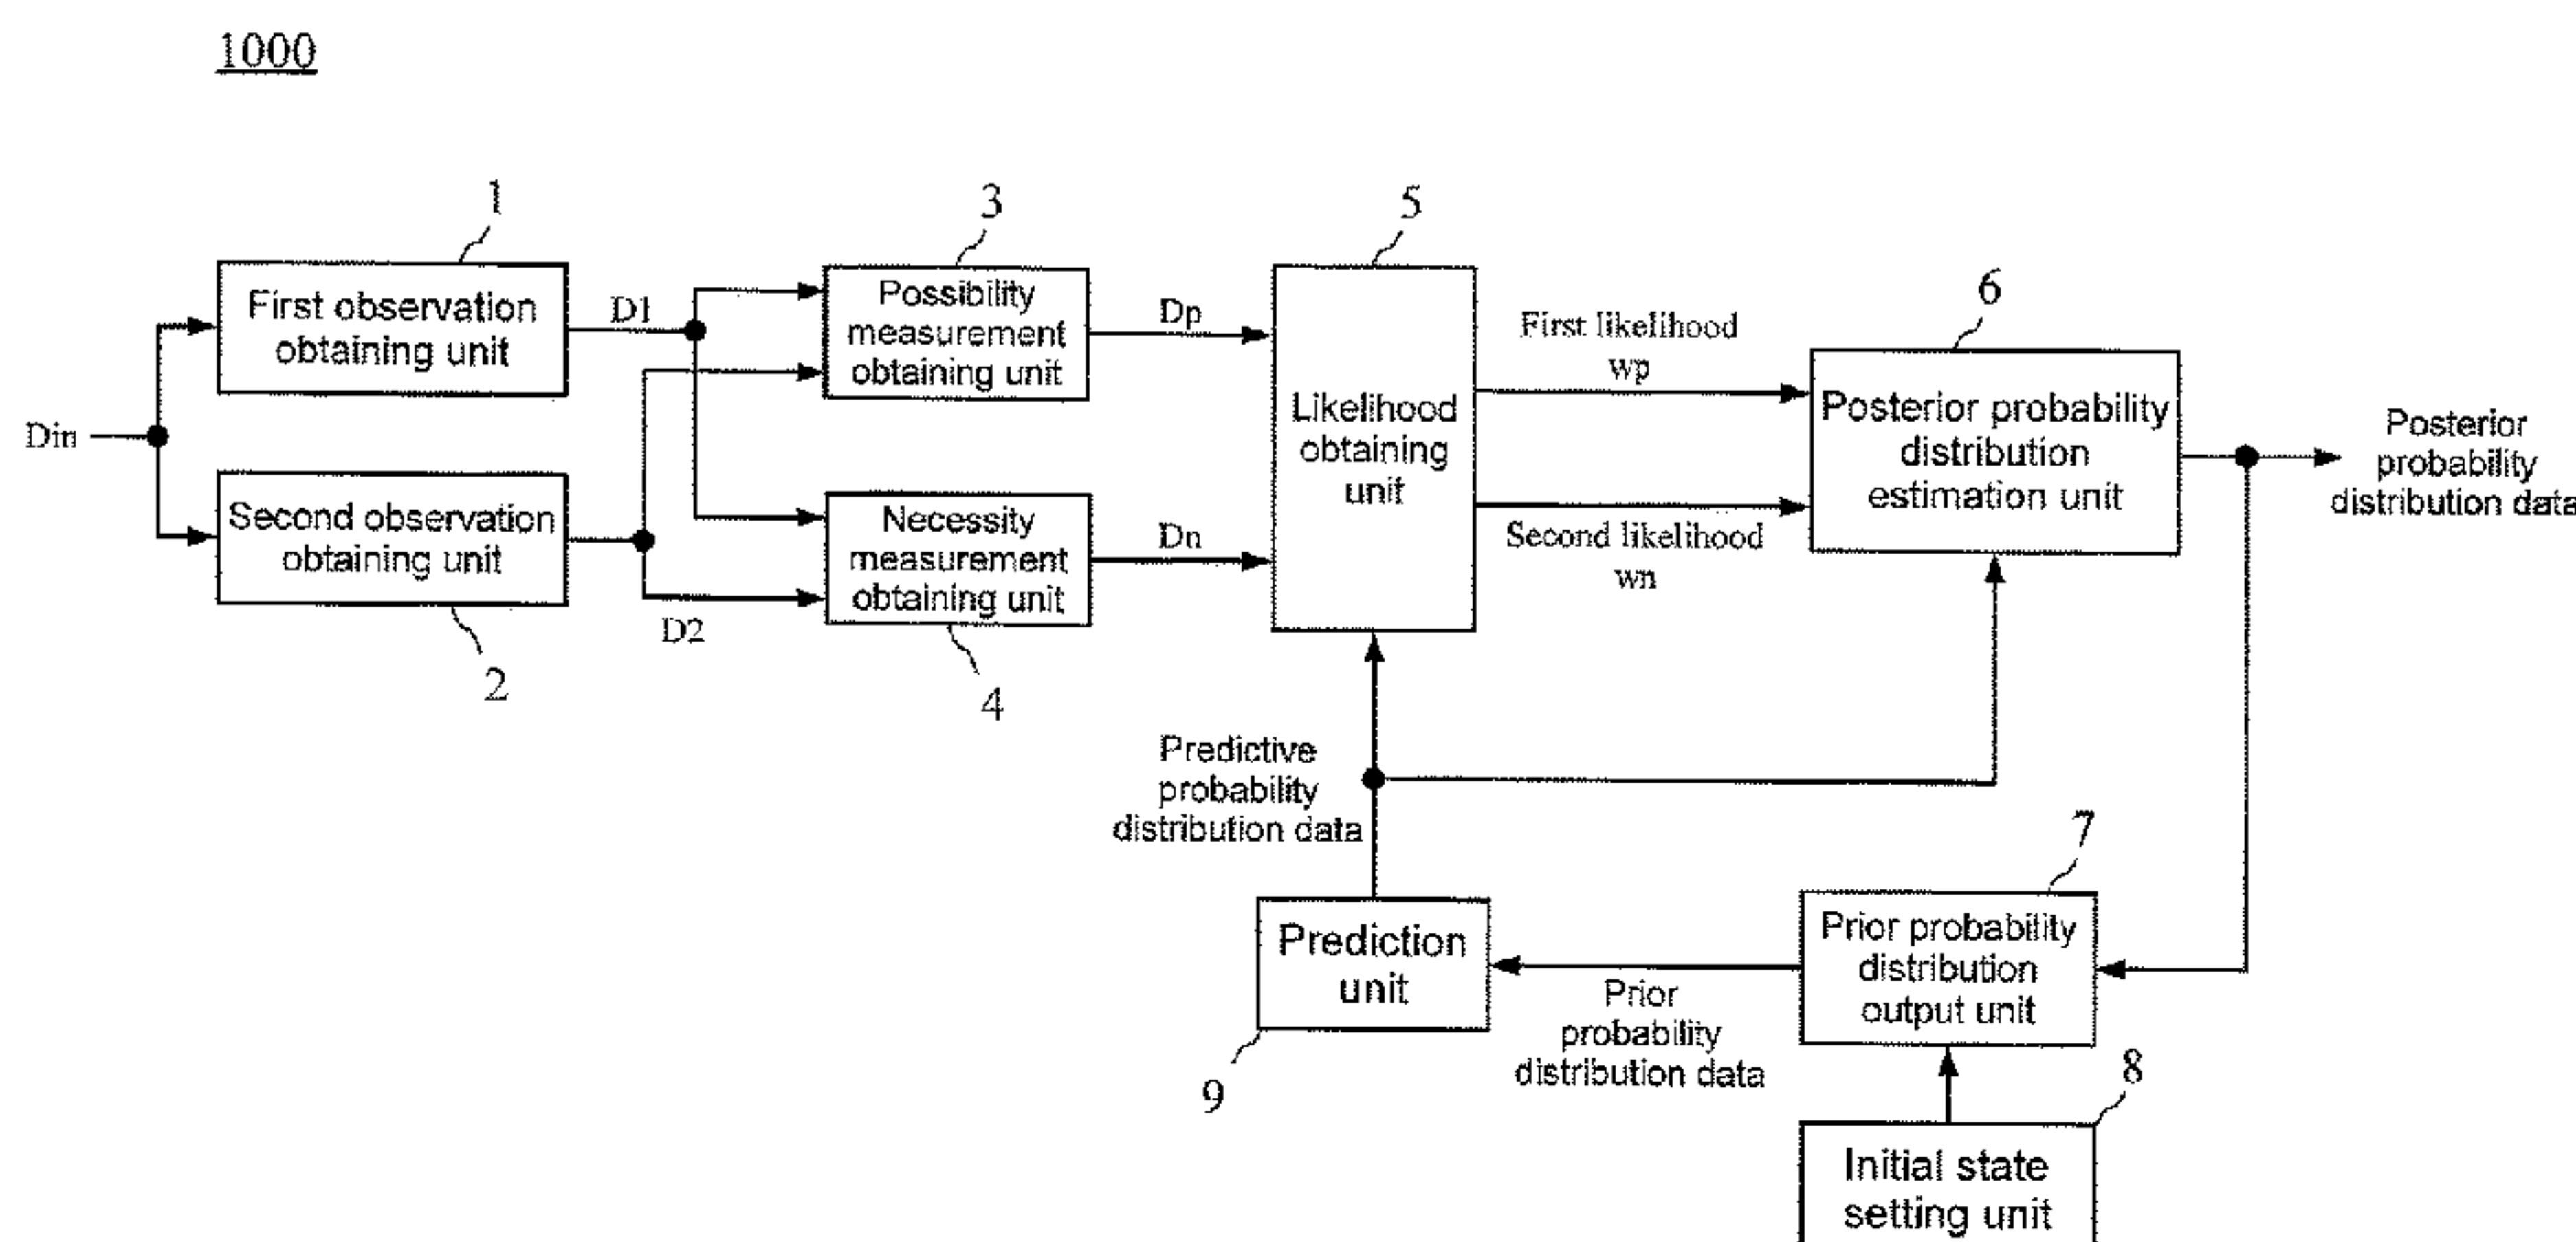 1000
1
First observation
obtaining unit
D1
3
Possibility
measurement
obtaining unit
Dp
5
Likelihood
obtaining
unit
First likelihood
wp
6
Posterior probability
distribution
estimation unit
Posterior
probability
distribution data
Din
Second observation
obtaining unit
2
D2
Necessity
measurement
obtaining unit
4
Dn
Second likelihood
wn
Predictive
probability
distribution data
7
Prior probability
distribution
output unit
Prediction
unit
9
Prior
probability
distribution data
8
Initial state
setting unit